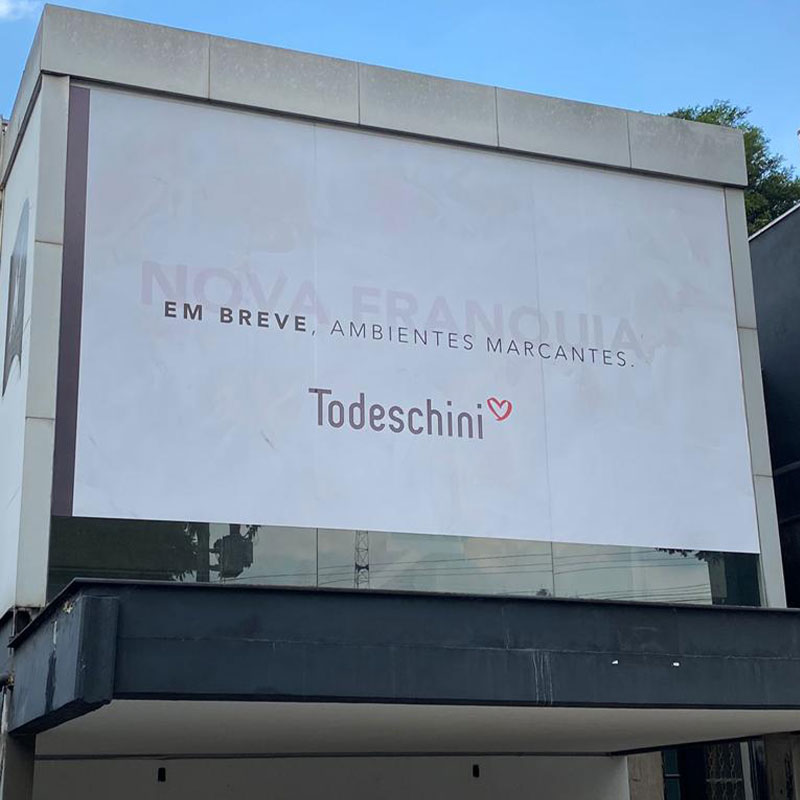 NOVA FRANQUIA
EM BREVE, AMBIENTES MARCANTES.
Todeschini